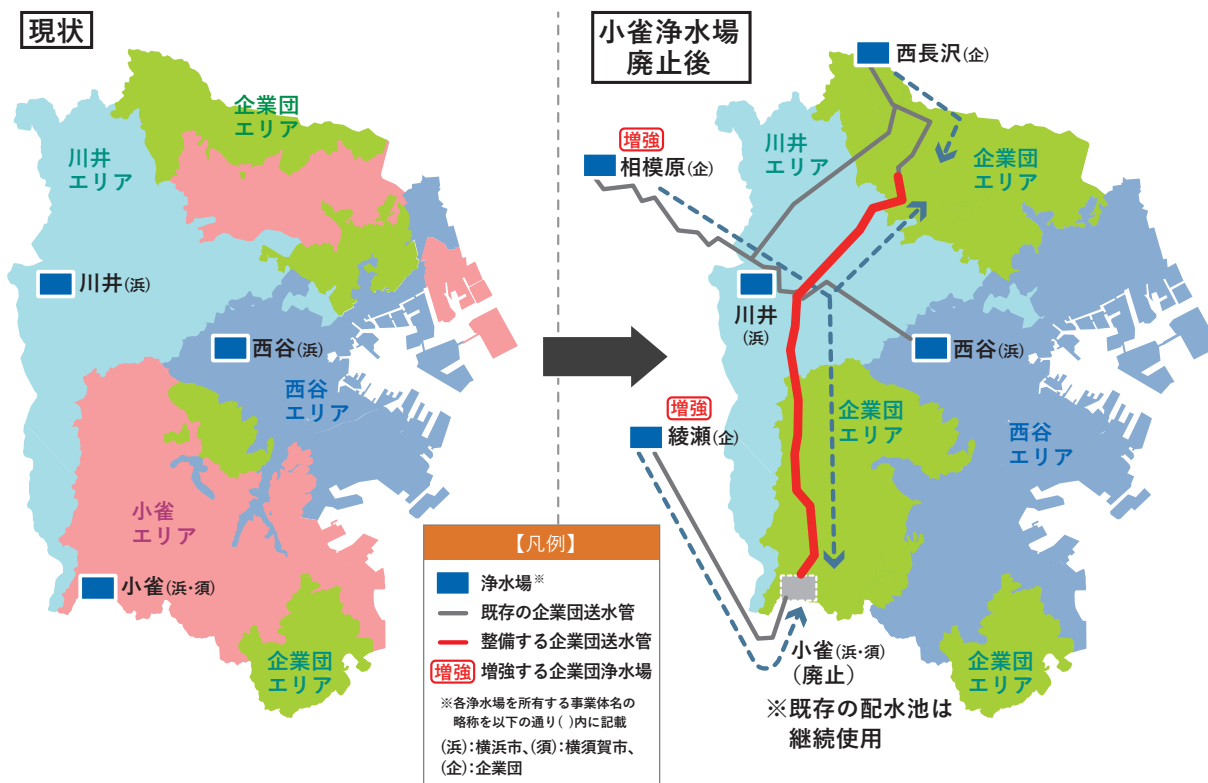 現状
企業団
エリア
川井
エリア
川井(浜)
西谷(浜)
西谷
エリア
小雀
エリア
小雀(浜・須)
企業団
エリア
小雀浄水場
廃止後
西長沢(企)
増強
相模原(企)
川井
エリア
企業団
エリア
川井
(浜)
西谷(浜)
増強
綾瀬(企)
企業団
エリア
西谷
エリア
小雀(浜・須)
(廃止)
※既存の配水池は
継続使用
企業団
エリア
【凡例】
浄水場※
既存の企業団送水管
整備する企業団送水管
増強 増強する企業団浄水場
※各浄水場を所有する事業体名の
略称を以下の通り( )内に記載
(浜):横浜市、(須):横須賀市、
(企):企業団